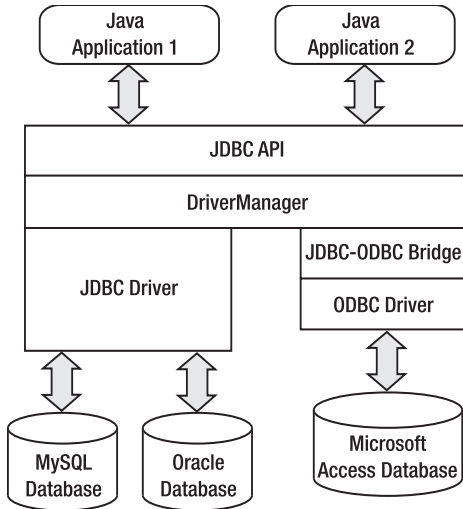 Java
Application 1
Java
Application 2
JDBC API
DriverManager
JDBC Driver
JDBC-ODBC Bridge
ODBC Driver
MySQL
Database
Oracle
Database
Microsoft
Access Database